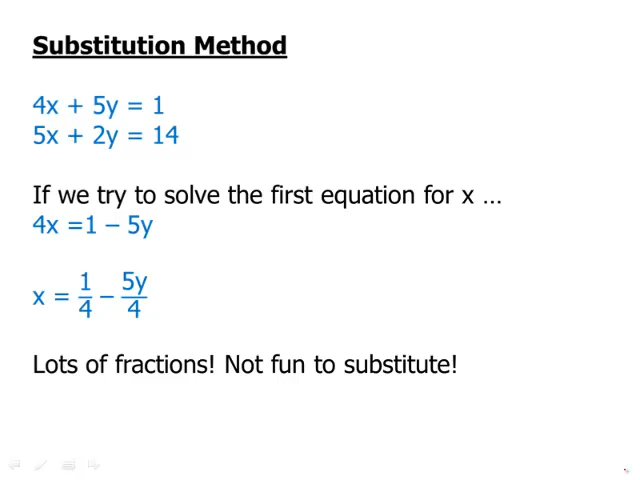 Substitution Method
4x + 5y = 1
5x + 2y = 14
If we try to solve the first equation for x …
4x =1 – 5y
x = 1/4 – 5y/4
Lots of fractions! Not fun to substitute!